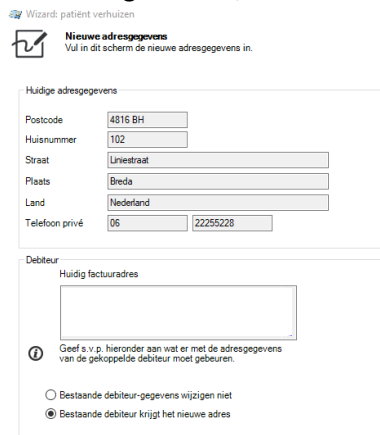 Wizard: patiënt verhuizen
Nieuwe adresgegevens
Vul in dit scherm de nieuwe adresgegevens in.
Huidige adresgegevens
Postcode 4816 BH
Huisnummer 102
Straat Liniestraat
Plaats Breda
Land Nederland
Telefoon privé 06 22255228
Debiteur
Huidig factuuradres
Geef s.v.p. hieronder aan wat er met de adresgegevens
van de gekoppelde debiteur moet gebeuren.
Bestaande debiteur-gegevens wijzigen niet
Bestaande debiteur krijgt het nieuwe adres